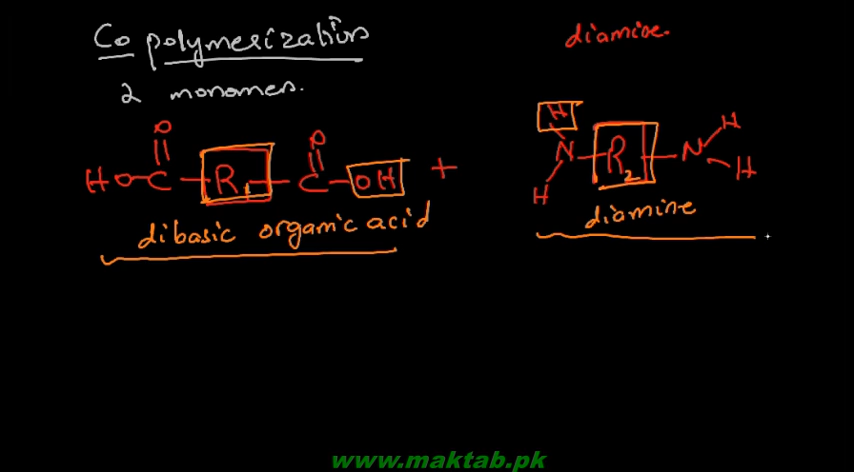 Co polymerization
diamine.
2 monomers.
HO-C(=O)-R1-C(=O)-OH + H(H)N-R2-N(H)H
dibasic organic acid
diamine
www.maktab.pk